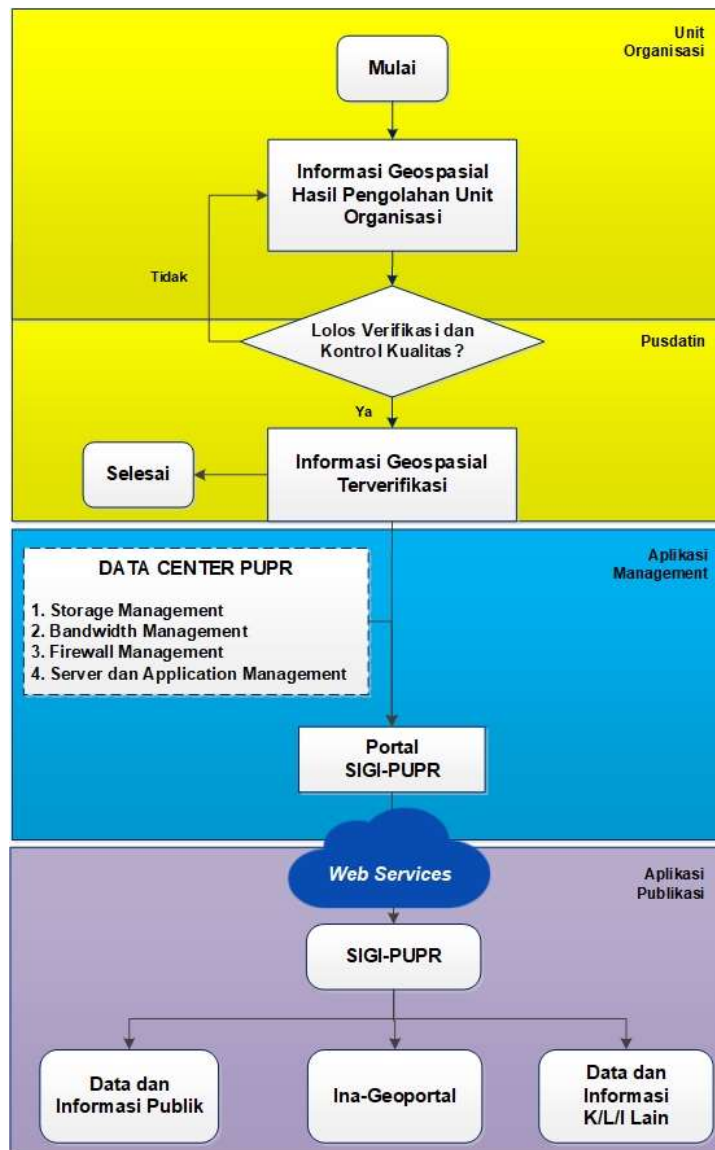 Unit
Organisasi
Mulai
Informasi Geospasial
Hasil Pengolahan Unit
Organisasi
Tidak
Lolos Verifikasi dan
Kontrol Kualitas?
Pusdatin
Ya
Informasi Geospasial
Terverifikasi
Selesai
Aplikasi
Management
DATA CENTER PUPR
1. Storage Management
2. Bandwidth Management
3. Firewall Management
4. Server dan Application Management
Portal
SIGI-PUPR
Web Services
Aplikasi
Publikasi
SIGI-PUPR
Data dan
Informasi Publik
Ina-Geoportal
Data dan
Informasi
K/L/I Lain